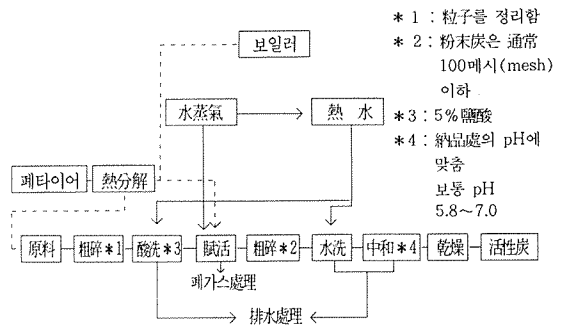 ＊1 : 粒子를 정리함
＊2 : 粉末炭은 通常
100메시(mesh)
이하
＊3 : 5%鹽酸
＊4 : 納品處의 pH에
맞춤
보통 pH
5.8～7.0
보일러
水蒸氣
熱 水
폐타이어
熱分解
原料
粗碎＊1
酸洗＊3
賦活
粗碎＊2
水洗
中和＊4
乾燥
活性炭
폐가스處理
排水處理